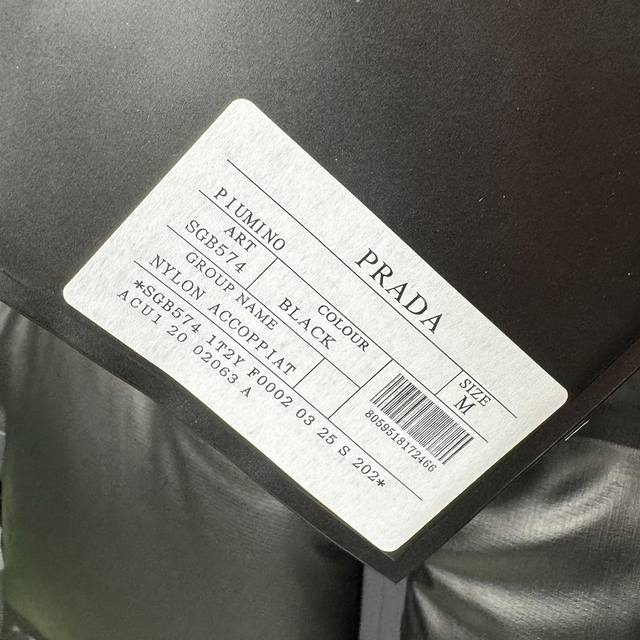 PRADA
PIUMINO
ART COLOUR SIZE
SGB574 BLACK M
GROUP NAME
NYLON ACCOPPIAT
8059518172466
*SGB574 1T2Y F0002 03 25 S 202*
ACU1 20 02063 A